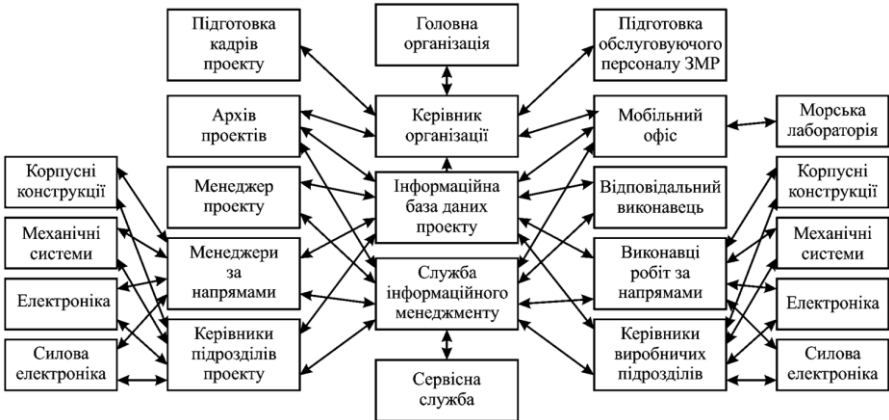 Підготовка
кадрів
проекту
Головна
організація
Підготовка
обслуговуючого
персоналу ЗМР
Архів
проектів
Керівник
організації
Мобільний
офіс
Морська
лабораторія
Корпусні
конструкції
Менеджер
проекту
Інформаційна
база даних
проекту
Відповідальний
виконавець
Корпусні
конструкції
Механічні
системи
Менеджери
за
напрямами
Служба
інформаційного
менеджменту
Виконавці
робіт за
напрямами
Механічні
системи
Електроніка
Електроніка
Силова
електроніка
Керівники
підрозділів
проекту
Сервісна
служба
Керівники
виробничих
підрозділів
Силова
електроніка